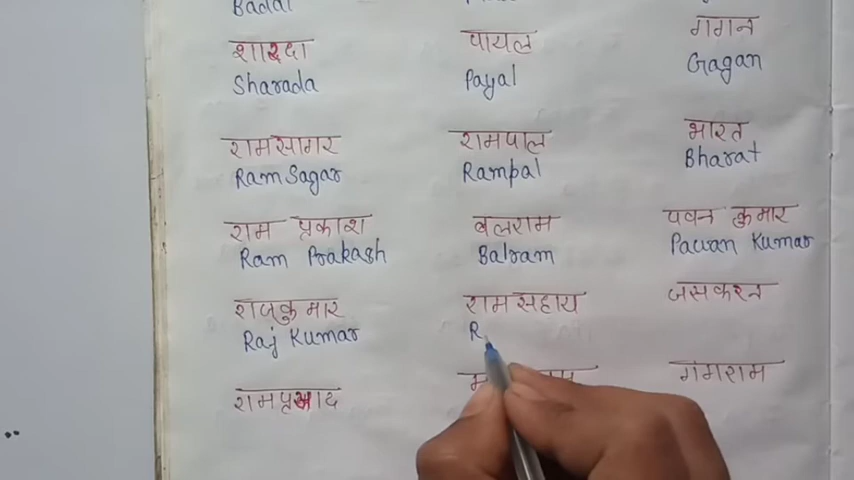 Badal
शारदा पायल गगन
Sharada Payal Gagan
रामसागर रामपाल भारत
Ram Sagar Rampal Bharat
राम प्रकाश बलराम पवन कुमार
Ram Prakash Balram Pawan Kumar
राजकुमार रामसहाय जसकरन
Raj Kumar R
रामप्रसाद गंगाराम